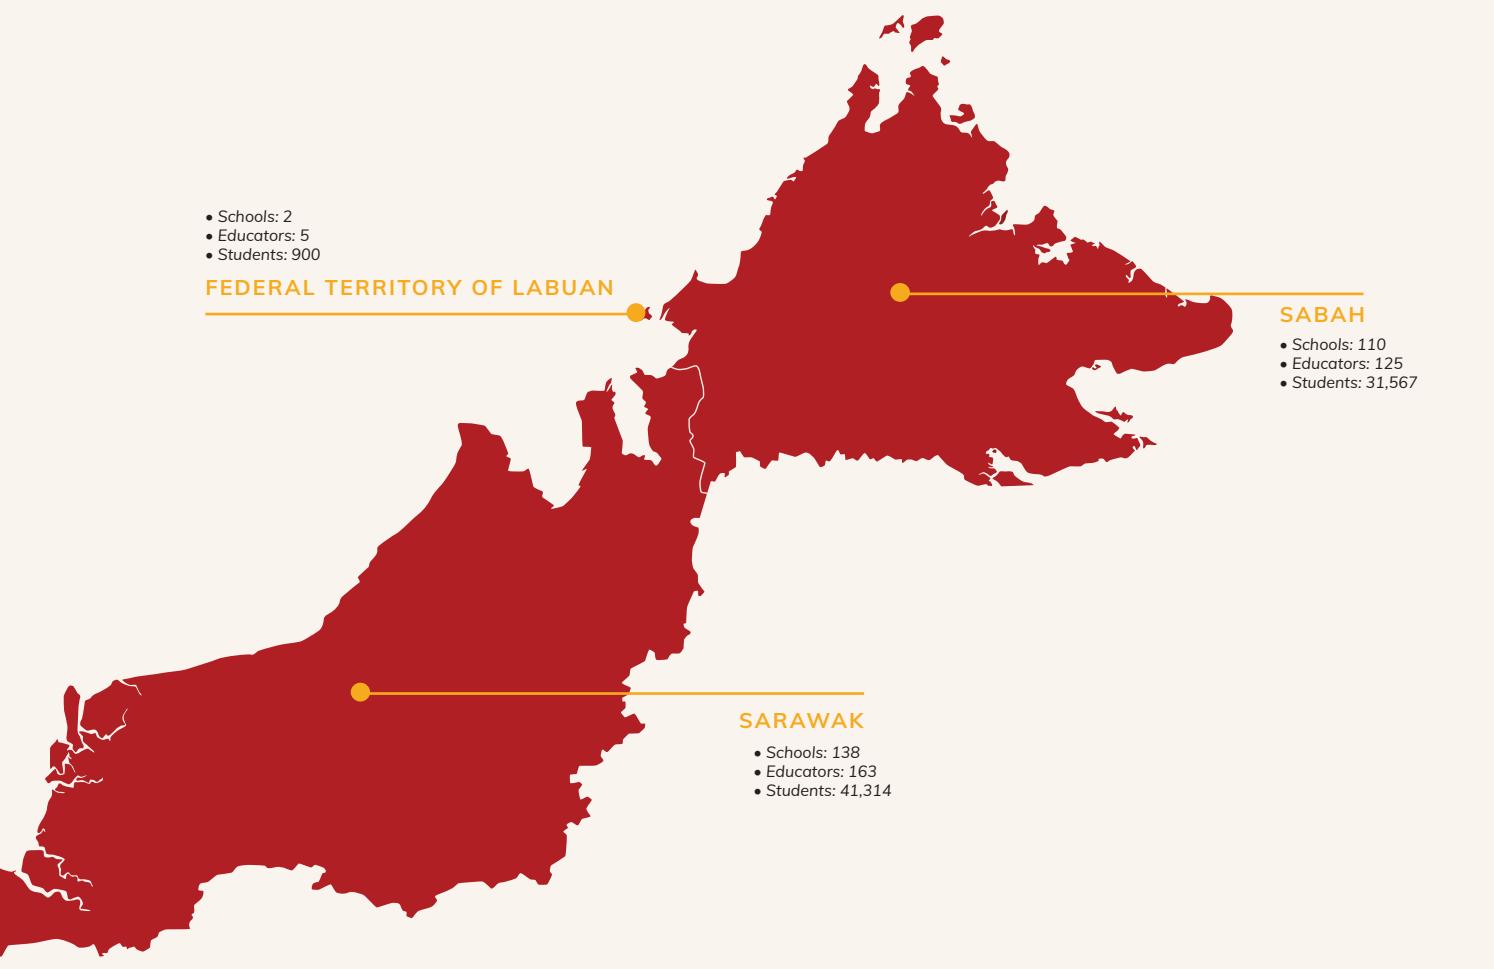 • Schools: 2
• Educators: 5
• Students: 900
FEDERAL TERRITORY OF LABUAN
SABAH
• Schools: 110
• Educators: 125
• Students: 31,567
SARAWAK
• Schools: 138
• Educators: 163
• Students: 41,314